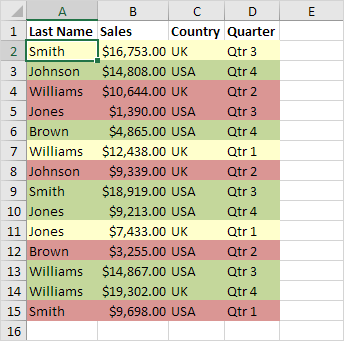 A B C D E
1 Last Name Sales Country Quarter
2 Smith $16,753.00 UK Qtr 3
3 Johnson $14,808.00 USA Qtr 4
4 Williams $10,644.00 UK Qtr 2
5 Jones $1,390.00 USA Qtr 3
6 Brown $4,865.00 USA Qtr 4
7 Williams $12,438.00 UK Qtr 1
8 Johnson $9,339.00 UK Qtr 2
9 Smith $18,919.00 USA Qtr 3
10 Jones $9,213.00 USA Qtr 4
11 Jones $7,433.00 UK Qtr 1
12 Brown $3,255.00 USA Qtr 2
13 Williams $14,867.00 USA Qtr 3
14 Williams $19,302.00 UK Qtr 4
15 Smith $9,698.00 USA Qtr 1
16